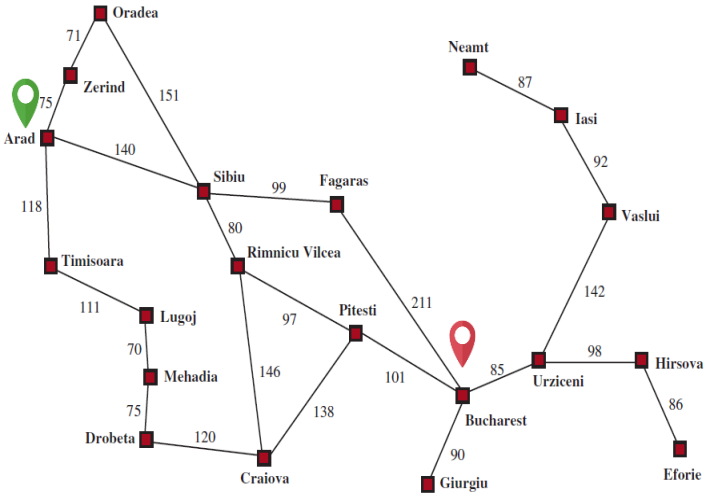 Oradea
71
Neamt
Zerind
87
151
75
Iasi
Arad
140
92
Sibiu
Fagaras
99
118
Vaslui
80
Timisoara
Rimnicu Vilcea
142
111
211
Lugoj
97
Pitesti
70
98
Hirsova
146
101
85
Mehadia
Urziceni
75
138
86
Bucharest
Drobeta
120
90
Craiova
Giurgiu
Eforie